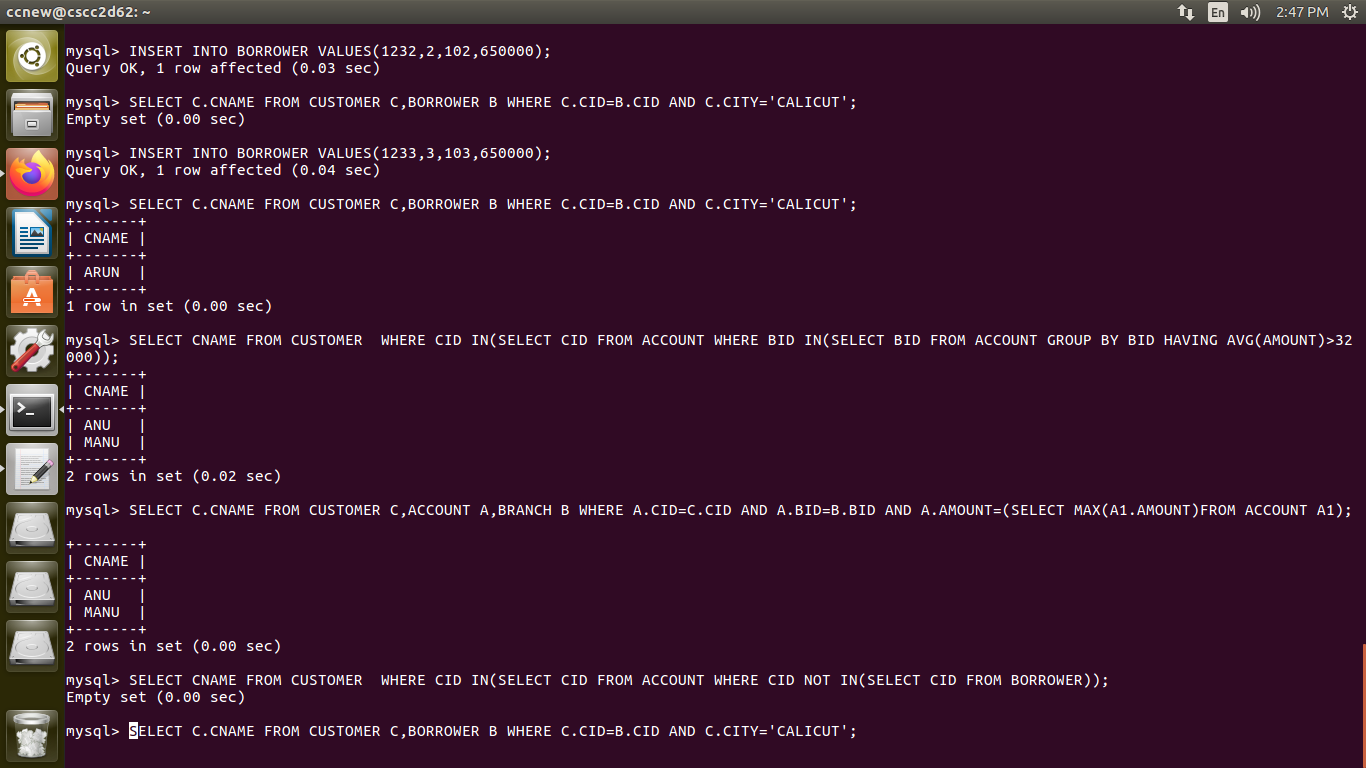 ccnew@cscc2d62: ~
En
2:47 PM
mysql> INSERT INTO BORROWER VALUES(1232,2,102,650000);
Query OK, 1 row affected (0.03 sec)
mysql> SELECT C.CNAME FROM CUSTOMER C,BORROWER B WHERE C.CID=B.CID AND C.CITY='CALICUT';
Empty set (0.00 sec)
mysql> INSERT INTO BORROWER VALUES(1233,3,103,650000);
Query OK, 1 row affected (0.04 sec)
mysql> SELECT C.CNAME FROM CUSTOMER C,BORROWER B WHERE C.CID=B.CID AND C.CITY='CALICUT';
+-------+
| CNAME |
+-------+
| ARUN  |
+-------+
1 row in set (0.00 sec)
mysql> SELECT CNAME FROM CUSTOMER  WHERE CID IN(SELECT CID FROM ACCOUNT WHERE BID IN(SELECT BID FROM ACCOUNT GROUP BY BID HAVING AVG(AMOUNT)>32
000));
+-------+
| CNAME |
+-------+
| ANU   |
| MANU  |
+-------+
2 rows in set (0.02 sec)
mysql> SELECT C.CNAME FROM CUSTOMER C,ACCOUNT A,BRANCH B WHERE A.CID=C.CID AND A.BID=B.BID AND A.AMOUNT=(SELECT MAX(A1.AMOUNT)FROM ACCOUNT A1);
+-------+
| CNAME |
+-------+
| ANU   |
| MANU  |
+-------+
2 rows in set (0.00 sec)
mysql> SELECT CNAME FROM CUSTOMER  WHERE CID IN(SELECT CID FROM ACCOUNT WHERE CID NOT IN(SELECT CID FROM BORROWER));
Empty set (0.00 sec)
mysql> SELECT C.CNAME FROM CUSTOMER C,BORROWER B WHERE C.CID=B.CID AND C.CITY='CALICUT';